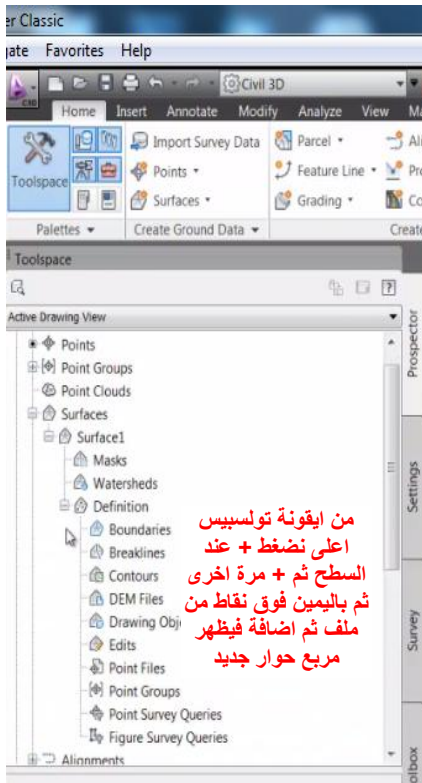 er Classic
gate Favorites Help
Civil 3D
Home Insert Annotate Modify Analyze View
Import Survey Data Parcel
Toolspace Points Feature Line
Surfaces Grading
Palettes Create Ground Data
Toolspace
Active Drawing View
Prospector
Points
Point Groups
Point Clouds
Surfaces
Surface1
Masks
Settings
Watersheds
Definition
Boundaries
Breaklines
Contours
DEM Files
Survey
Drawing Obj
Edits
Point Files
Point Groups
Point Survey Queries
Figure Survey Queries
Alignments
olbox
من ايقونة تولسبيس
اعلى نضغط + عند
السطح ثم + مرة اخرى
ثم باليمين فوق نقاط من
ملف ثم اضافة فيظهر
مربع حوار جديد